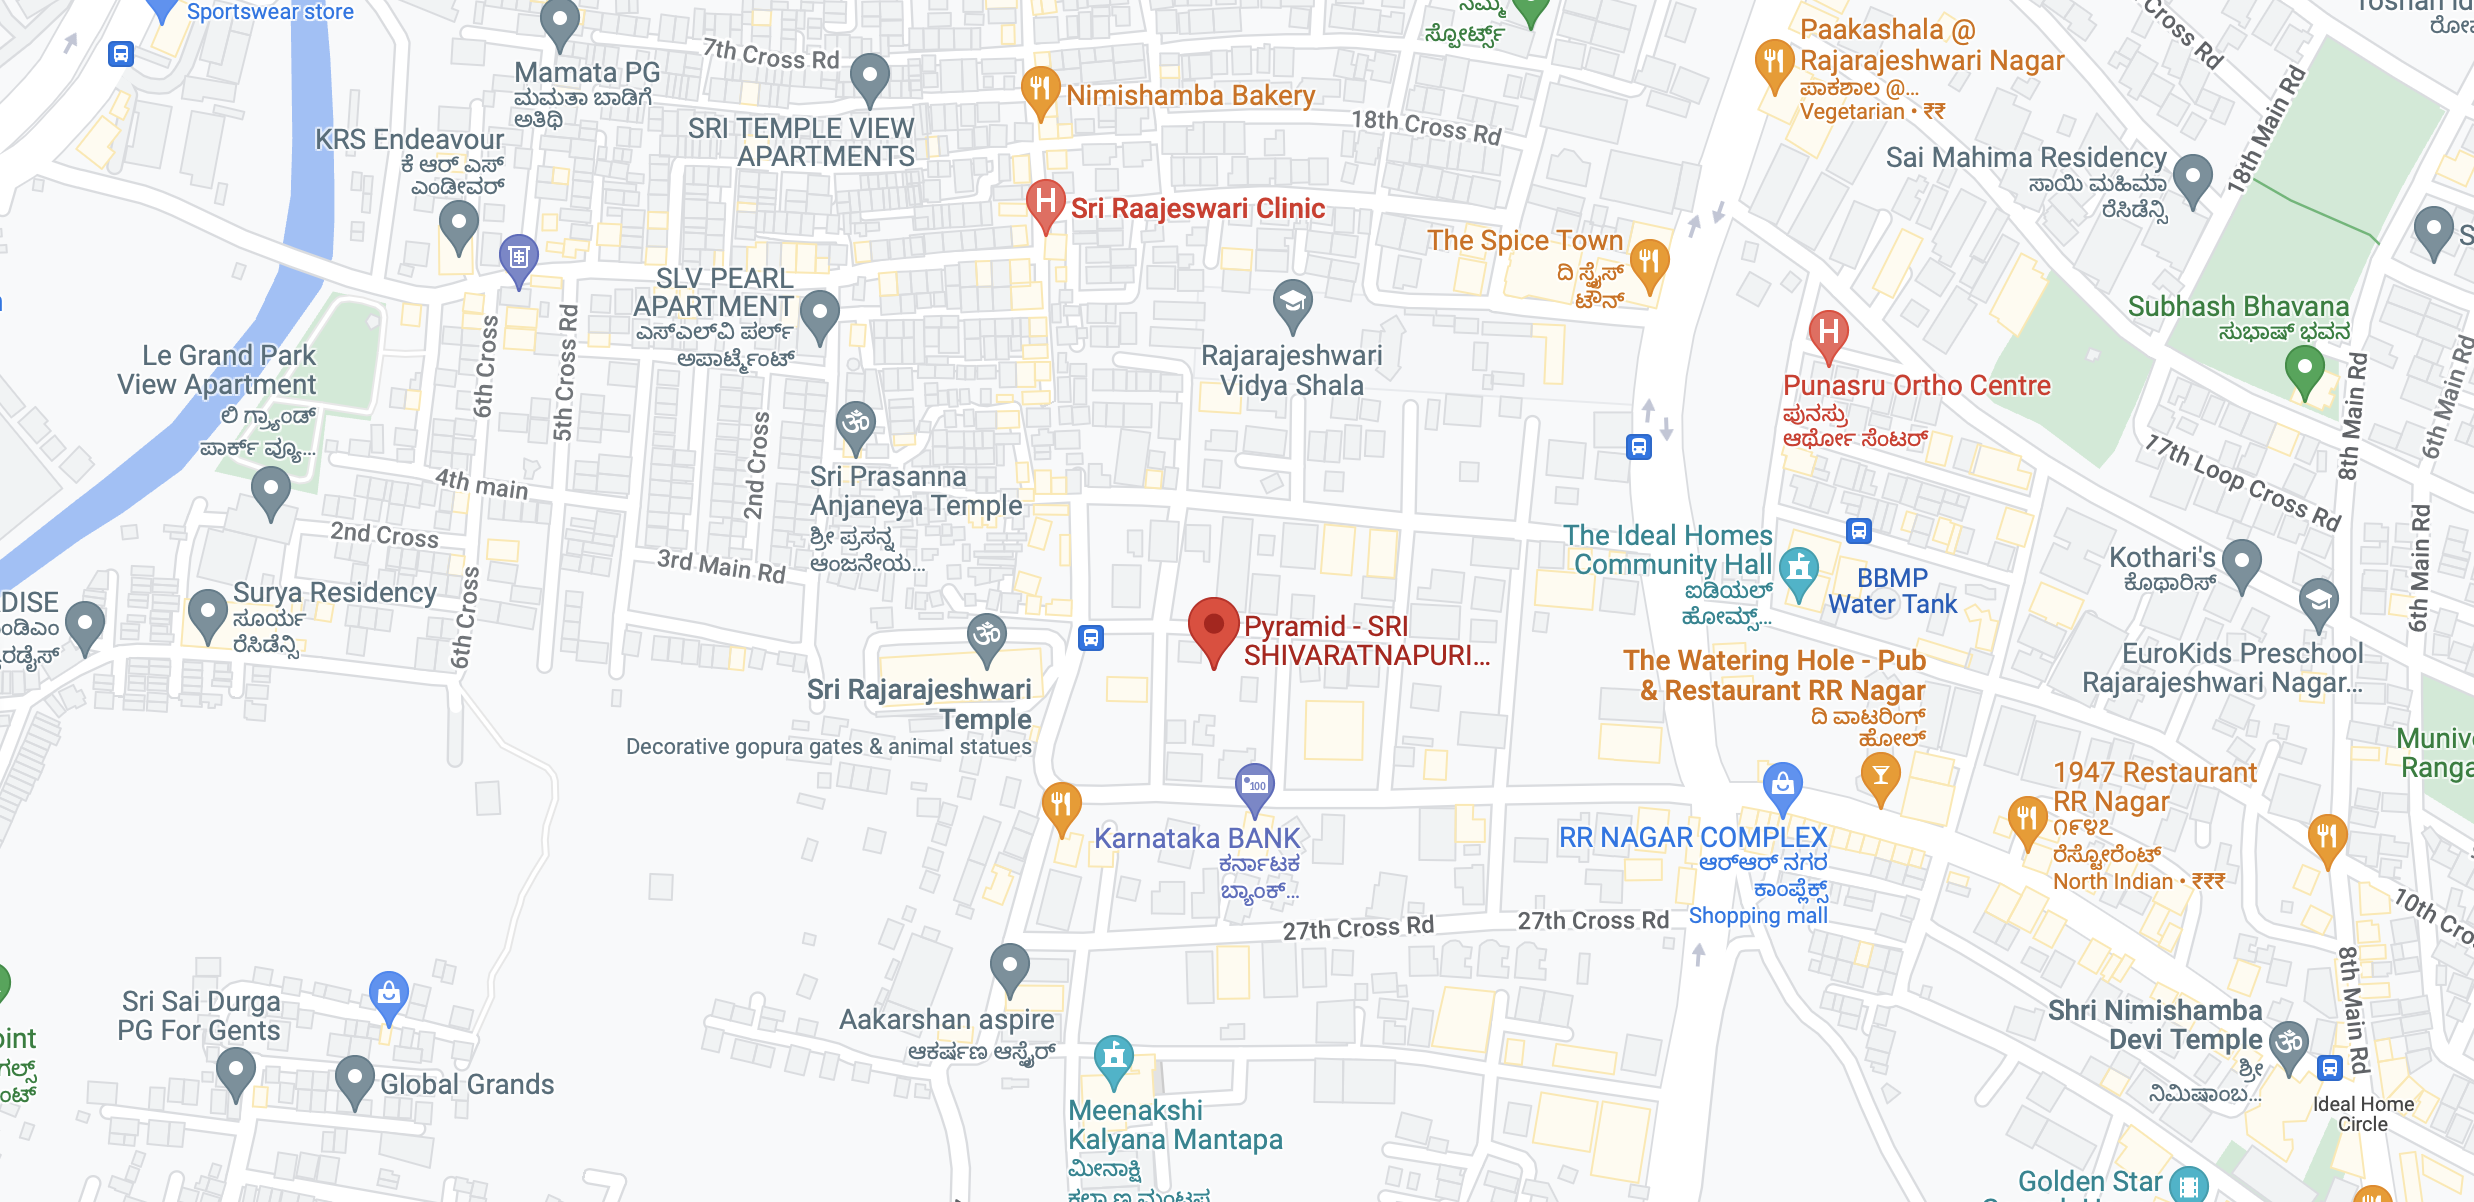 Sportswear store
Mamata PG
ಮಮತಾ ಬಾಡಿಗೆ
ಅತಿಥಿ
7th Cross Rd
KRS Endeavour
ಕೆ ಆರ್ ಎಸ್
ಎಂಡೀವರ್
SRI TEMPLE VIEW
APARTMENTS
Nimishamba Bakery
ನಮ್ಮ
ಸ್ಪೋರ್ಟ್ಸ್
18th Cross Rd
Paakashala @
Rajarajeshwari Nagar
ಪಾಕಶಾಲ @...
Vegetarian • ₹₹
Cross Rd
18th Main Rd
Sai Mahima Residency
ಸಾಯಿ ಮಹಿಮಾ
ರೆಸಿಡೆನ್ಸಿ
Sri Raajeswari Clinic
The Spice Town
ದಿ ಸ್ಪೈಸ್
ಟೌನ್
SLV PEARL
APARTMENT
ಎಸ್ಎಲ್‌ವಿ ಪರ್ಲ್
ಅಪಾರ್ಟ್ಮೆಂಟ್
Rajarajeshwari
Vidya Shala
Subhash Bhavana
ಸುಭಾಷ್ ಭವನ
Punasru Ortho Centre
ಪುನಸ್ರು
ಆರ್ಥೋ ಸೆಂಟರ್
Le Grand Park
View Apartment
ಲಿ ಗ್ರ್ಯಾಂಡ್
ಪಾರ್ಕ್ ವ್ಯೂ...
6th Cross
5th Cross Rd
2nd Cross
4th main
2nd Cross
3rd Main Rd
6th Cross
Sri Prasanna
Anjaneya Temple
ಶ್ರೀ ಪ್ರಸನ್ನ
ಆಂಜನೇಯ...
8th Main Rd
6th Main Rd
17th Loop Cross Rd
6th Main Rd
The Ideal Homes
Community Hall
ಐಡಿಯಲ್
ಹೋಮ್ಸ್...
BBMP
Water Tank
Kothari's
ಕೊಥಾರಿಸ್
EuroKids Preschool
Rajarajeshwari Nagar...
Surya Residency
ಸೂರ್ಯ
ರೆಸಿಡೆನ್ಸಿ
Pyramid - SRI
SHIVARATNAPURI...
Sri Rajarajeshwari
Temple
Decorative gopura gates & animal statues
The Watering Hole - Pub
& Restaurant RR Nagar
ದಿ ವಾಟರಿಂಗ್
ಹೋಲ್
1947 Restaurant
RR Nagar
೧೯೪೭
ರೆಸ್ಟೋರೆಂಟ್
North Indian • ₹₹₹
Karnataka BANK
ಕರ್ನಾಟಕ
ಬ್ಯಾಂಕ್...
RR NAGAR COMPLEX
ಆರ್‌ಆರ್ ನಗರ
ಕಾಂಪ್ಲೆಕ್ಸ್
Shopping mall
27th Cross Rd
27th Cross Rd
8th Main Rd
Sri Sai Durga
PG For Gents
Global Grands
Aakarshan aspire
ಆಕರ್ಷಣ ಆಸ್ಪೈರ್
Meenakshi
Kalyana Mantapa
ಮೀನಾಕ್ಷಿ
Shri Nimishamba
Devi Temple
ಶ್ರೀ
ನಿಮಿಷಾಂಬ...
Ideal Home
Circle
Golden Star